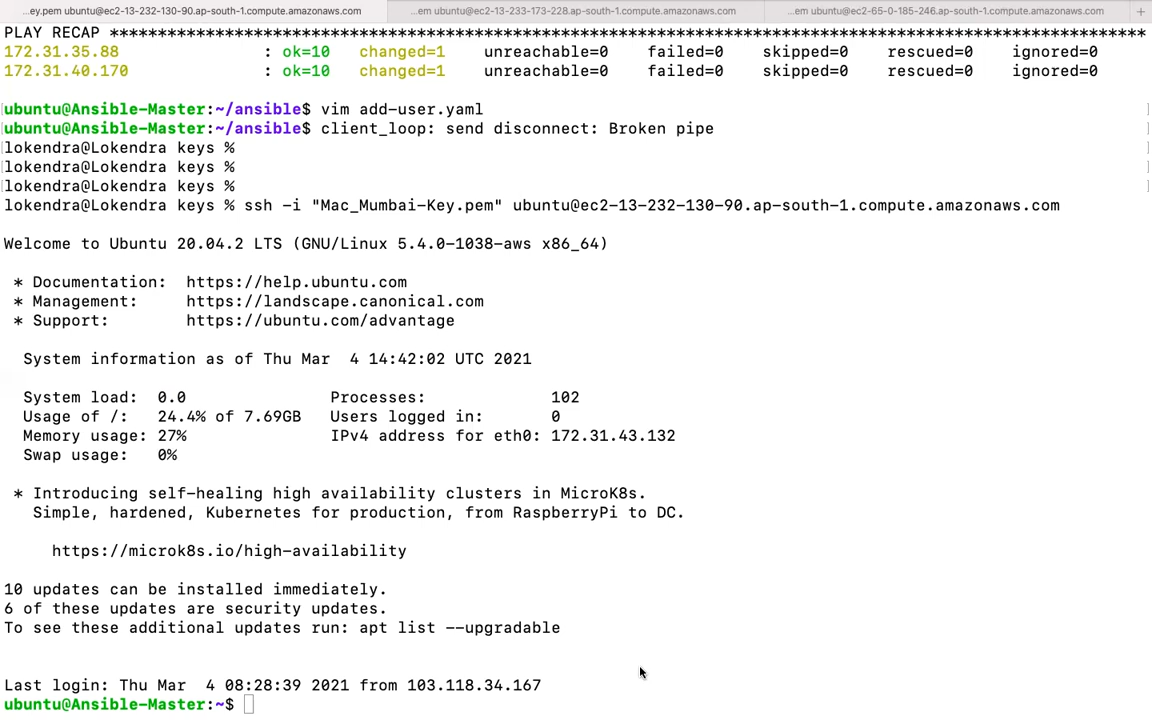 ...ey.pem ubuntu@ec2-13-232-130-90.ap-south-1.compute.amazonaws.com ...em ubuntu@ec2-13-233-173-228.ap-south-1.compute.amazonaws.com ...em ubuntu@ec2-65-0-185-246.ap-south-1.compute.amazonaws.com +
PLAY RECAP *********************************************************************************************************
172.31.35.88 : ok=10 changed=1 unreachable=0 failed=0 skipped=0 rescued=0 ignored=0
172.31.40.170 : ok=10 changed=1 unreachable=0 failed=0 skipped=0 rescued=0 ignored=0
ubuntu@Ansible-Master:~/ansible$ vim add-user.yaml
ubuntu@Ansible-Master:~/ansible$ client_loop: send disconnect: Broken pipe
lokendra@Lokendra keys %
lokendra@Lokendra keys %
lokendra@Lokendra keys %
lokendra@Lokendra keys % ssh -i "Mac_Mumbai-Key.pem" ubuntu@ec2-13-232-130-90.ap-south-1.compute.amazonaws.com
Welcome to Ubuntu 20.04.2 LTS (GNU/Linux 5.4.0-1038-aws x86_64)
* Documentation: https://help.ubuntu.com
* Management: https://landscape.canonical.com
* Support: https://ubuntu.com/advantage
System information as of Thu Mar 4 14:42:02 UTC 2021
System load: 0.0 Processes: 102
Usage of /: 24.4% of 7.69GB Users logged in: 0
Memory usage: 27% IPv4 address for eth0: 172.31.43.132
Swap usage: 0%
* Introducing self-healing high availability clusters in MicroK8s.
Simple, hardened, Kubernetes for production, from RaspberryPi to DC.
https://microk8s.io/high-availability
10 updates can be installed immediately.
6 of these updates are security updates.
To see these additional updates run: apt list --upgradable
Last login: Thu Mar 4 08:28:39 2021 from 103.118.34.167
ubuntu@Ansible-Master:~$